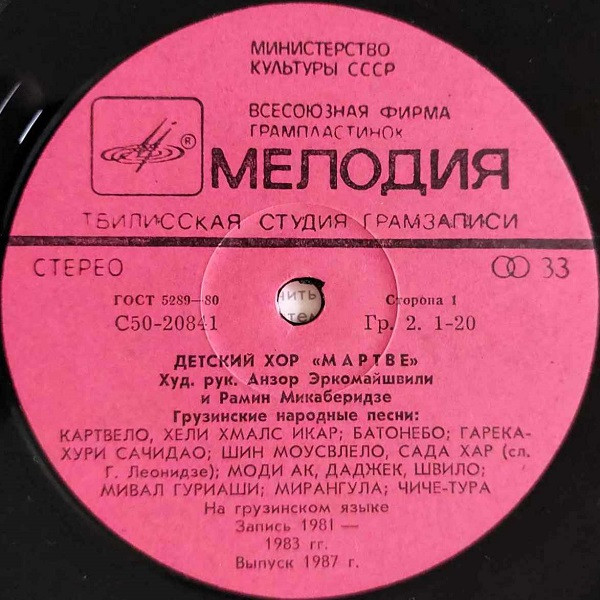 МИНИСТЕРСТВО
КУЛЬТУРЫ СССР
ВСЕСОЮЗНАЯ ФИРМА
ГРАМПЛАСТИНОК
®
МЕЛОДИЯ
ТБИЛИССКАЯ СТУДИЯ ГРАМЗАПИСИ
СТЕРЕО
33
ГОСТ 5289—80
Сторона 1
С50-20841
Гр. 2. 1-20
ДЕТСКИЙ ХОР «МАРТВЕ»
Худ. рук. Анзор Эркомайшвили
и Рамин Микаберидзе
Грузинские народные песни:
КАРТВЕЛО, ХЕЛИ ХМАЛС ИКАР; БАТОНЕБО; ГАРЕКА-
ХУРИ САЧИДАО; ШИН МОУСВЛЕЛО, САДА ХАР (сл.
Г. Леонидзе); МОДИ АК, ДАДЖЕК, ШВИЛО;
МИВАЛ ГУРИАШИ; МИРАНГУЛА; ЧИЧЕ-ТУРА
На грузинском языке
Запись 1981 —
1983 гг.
Выпуск 1987 г.